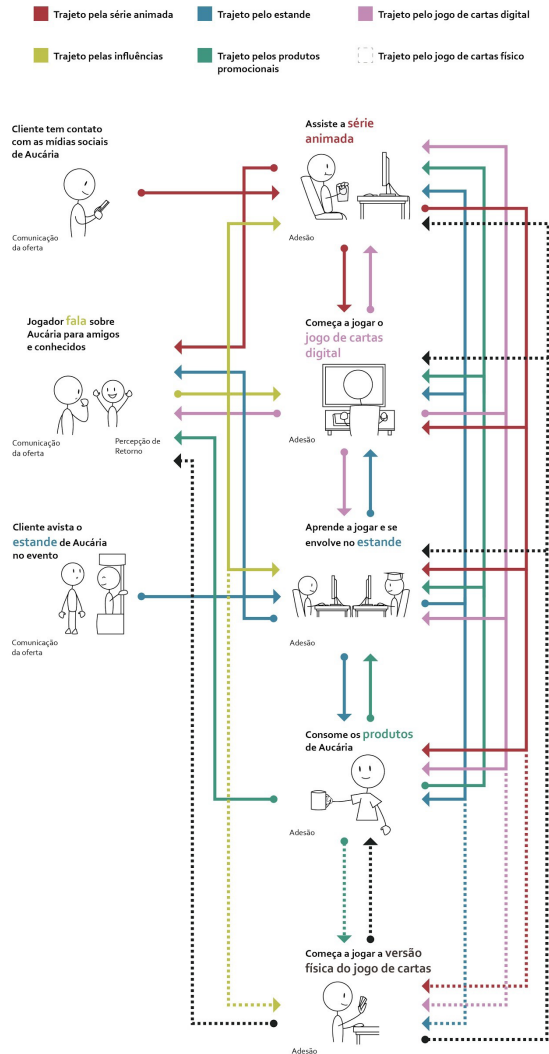 Trajeto pela série animada
Trajeto pelo estande
Trajeto pelo jogo de cartas digital
Trajeto pelas influências
Trajeto pelos produtos
promocionais
Trajeto pelo jogo de cartas físico
Cliente tem contato
com as mídias sociais
de Aucária
Comunicação
da oferta
Assiste a série
animada
Adesão
Jogador fala sobre
Aucária para amigos
e conhecidos
Comunicação
da oferta
Percepção de
Retorno
Começa a jogar o
jogo de cartas
digital
Adesão
Cliente avista o
estande de Aucária
no evento
Comunicação
da oferta
Aprende a jogar e se
envolve no estande
Adesão
Consome os produtos
de Aucária
Adesão
Começa a jogar a versão
física do jogo de cartas
Adesão